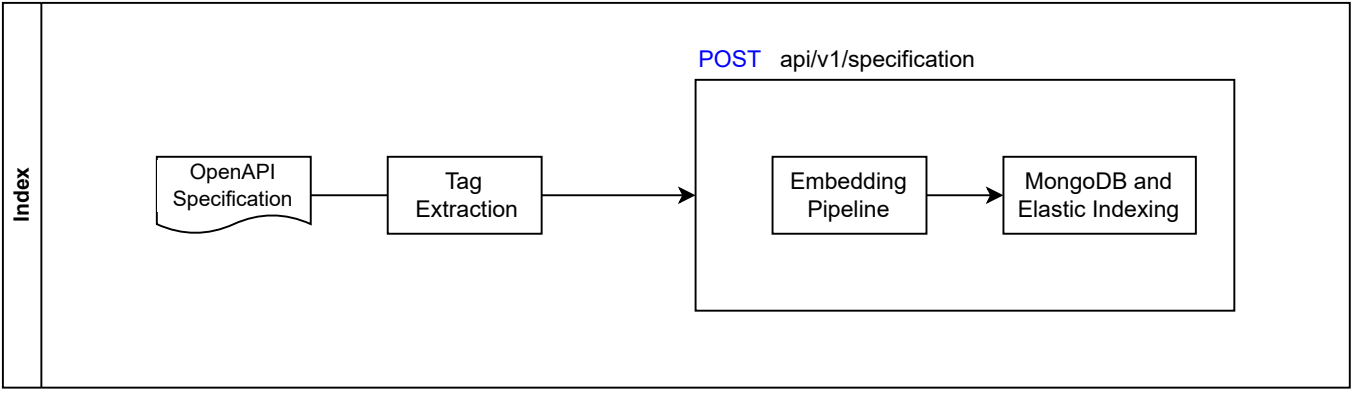 Index
POST api/v1/specification
OpenAPI
Specification
Tag
Extraction
Embedding
Pipeline
MongoDB and
Elastic Indexing